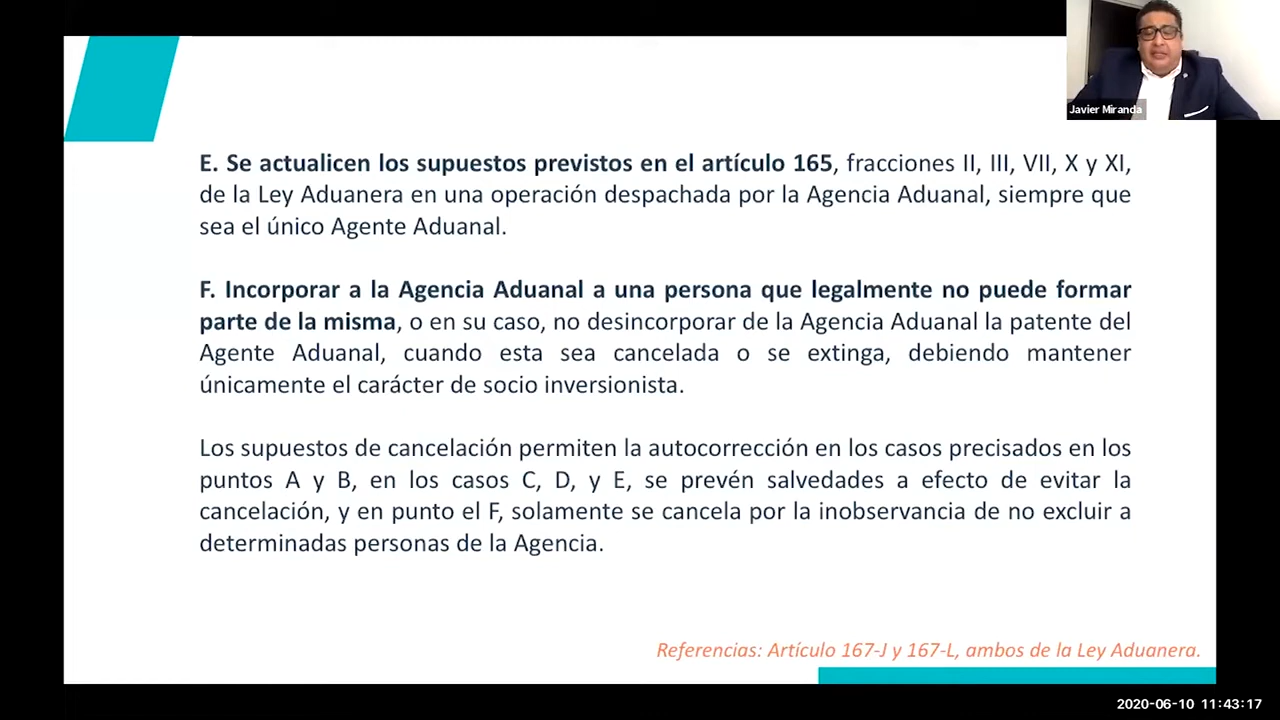 Javier Miranda
E. Se actualicen los supuestos previstos en el artículo 165, fracciones II, III, VII, X y XI,
de la Ley Aduanera en una operación despachada por la Agencia Aduanal, siempre que
sea el único Agente Aduanal.
F. Incorporar a la Agencia Aduanal a una persona que legalmente no puede formar
parte de la misma, o en su caso, no desincorporar de la Agencia Aduanal la patente del
Agente Aduanal, cuando esta sea cancelada o se extinga, debiendo mantener
únicamente el carácter de socio inversionista.
Los supuestos de cancelación permiten la autocorrección en los casos precisados en los
puntos A y B, en los casos C, D, y E, se prevén salvedades a efecto de evitar la
cancelación, y en punto el F, solamente se cancela por la inobservancia de no excluir a
determinadas personas de la Agencia.
Referencias: Artículo 167-J y 167-L, ambos de la Ley Aduanera.
2020-06-10 11:43:17